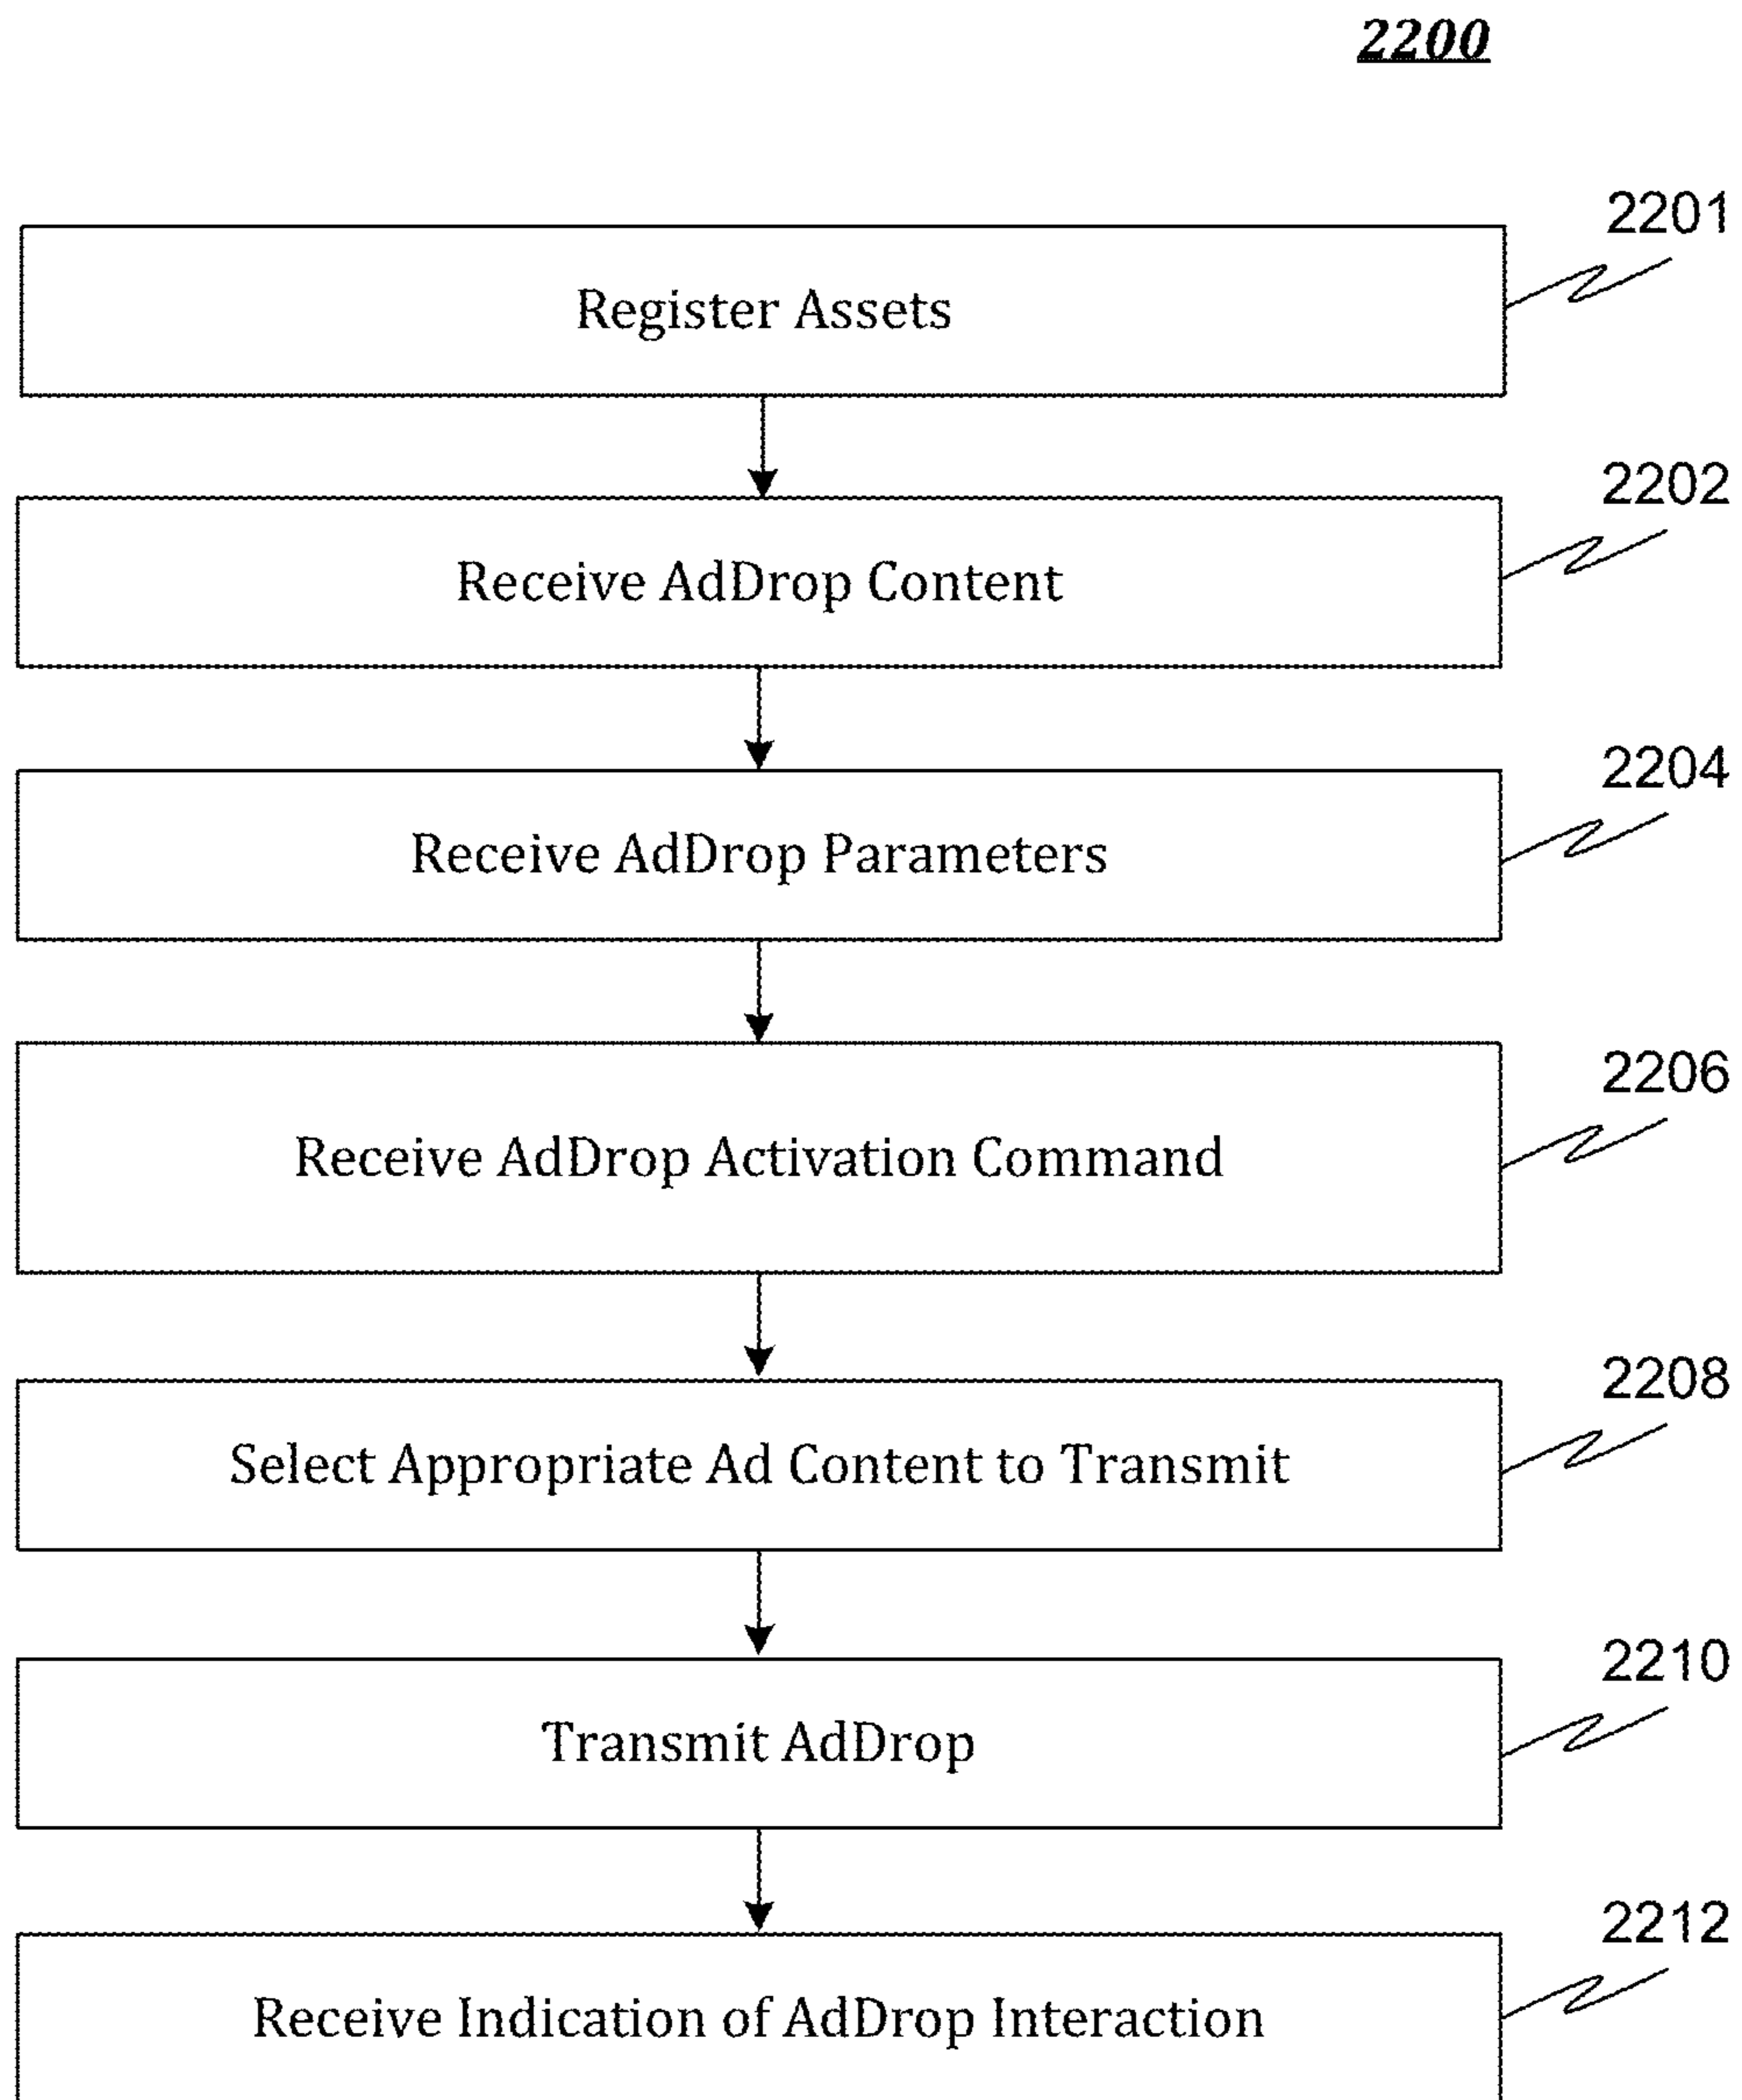 2200
2201
Register Assets
2202
Receive AdDrop Content
2204
Receive AdDrop Parameters
2206
Receive AdDrop Activation Command
2208
Select Appropriate Ad Content to Transmit
2210
Transmit AdDrop
2212
Receive Indication of AdDrop Interaction